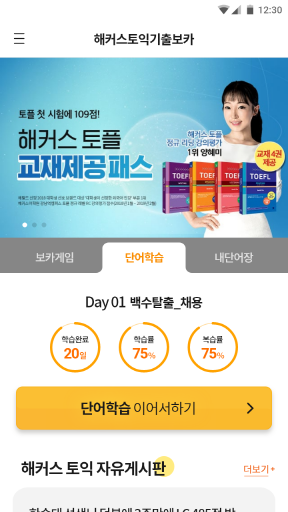 12:30
해커스토익기출보카
토플 첫 시험에 109점!
해커스 토플
교재제공 패스
해커스 토플
정규 리딩 강의평가
1위 양혜미
교재 4권
제공
TOEFL
TOEFL
TOEFL
TOEFL
보카게임
단어학습
내단어장
Day 01 백수탈출_채용
학습완료
20일
학습률
75%
복습률
75%
단어학습 이어서하기
해커스 토익 자유게시판
더보기 +